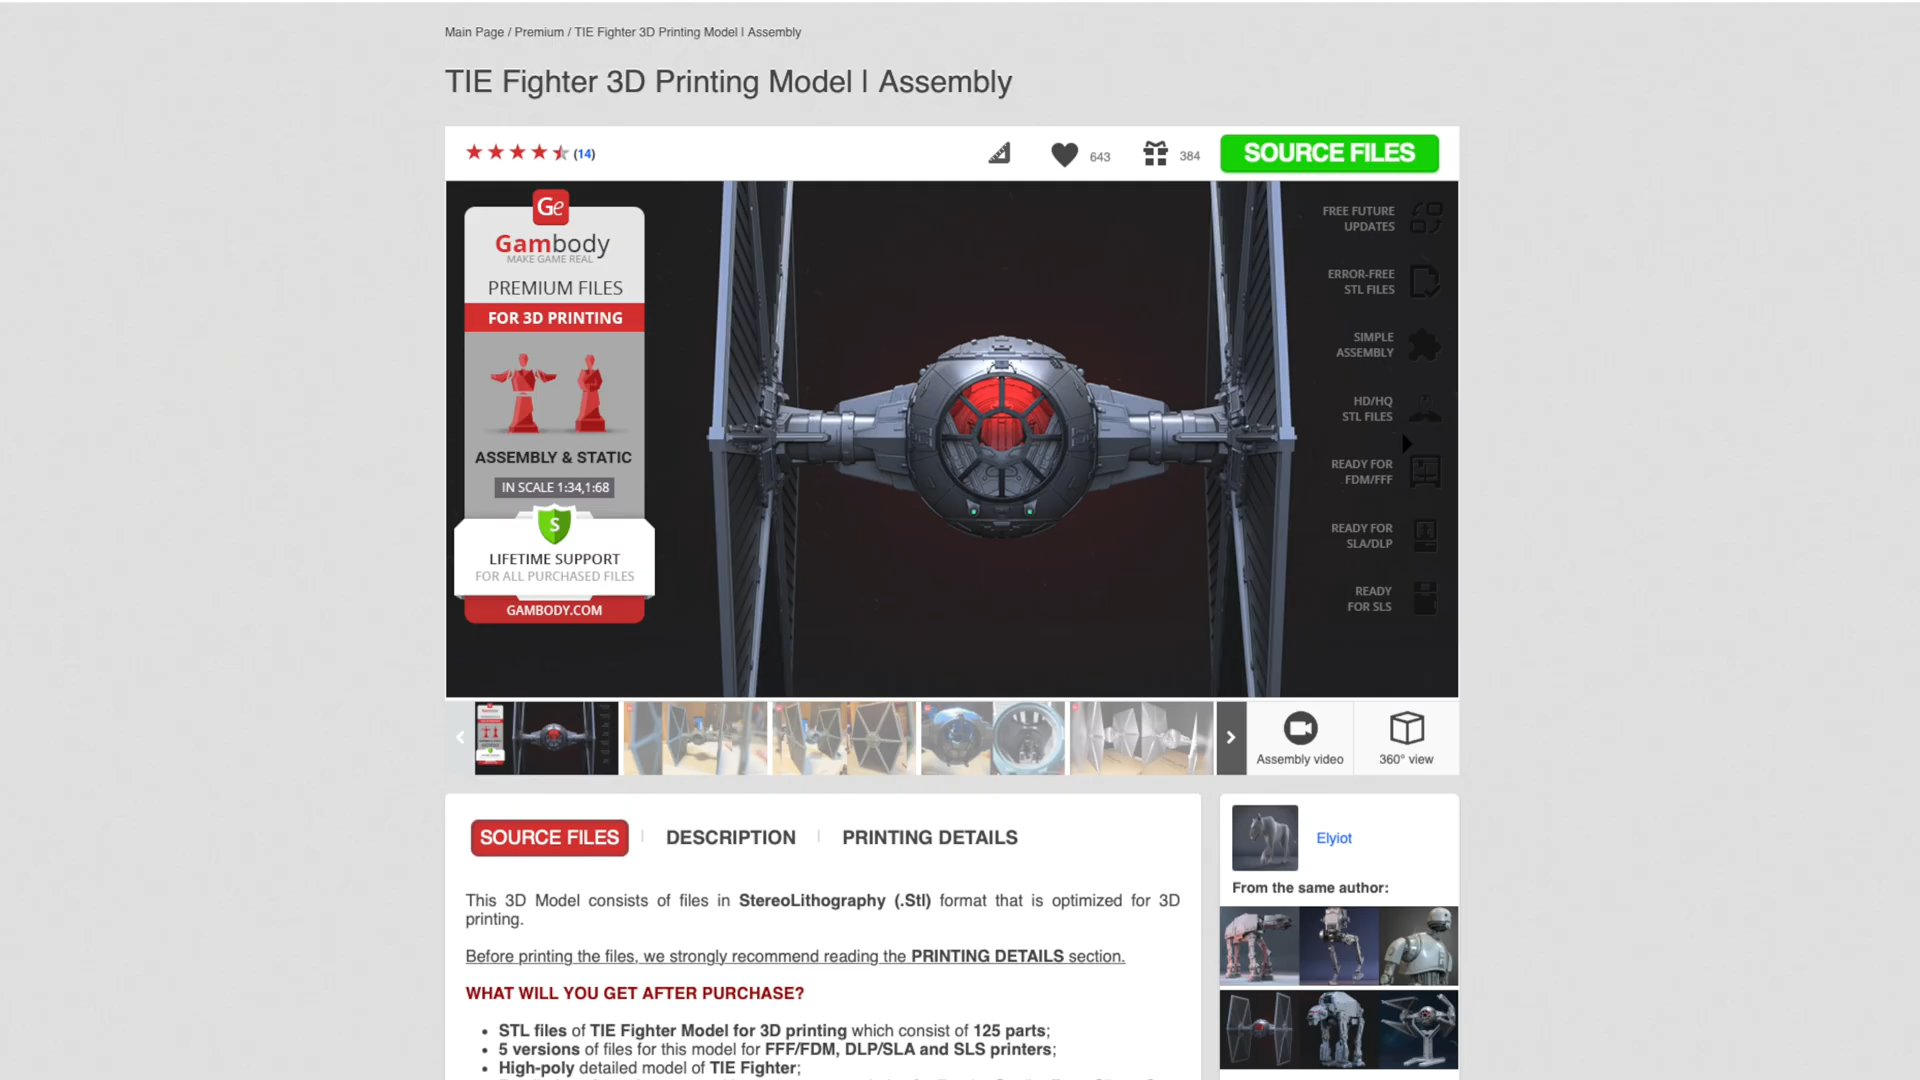 Main Page / Premium / TIE Fighter 3D Printing Model | Assembly
TIE Fighter 3D Printing Model | Assembly
(14)
643
384
SOURCE FILES
Ge
Gambody
MAKE GAME REAL
PREMIUM FILES
FOR 3D PRINTING
ASSEMBLY & STATIC
IN SCALE 1:34,1:68
S
LIFETIME SUPPORT
FOR ALL PURCHASED FILES
GAMBODY.COM
FREE FUTURE
UPDATES
ERROR-FREE
STL FILES
SIMPLE
ASSEMBLY
HD/HQ
STL FILES
READY FOR
FDM/FFF
READY FOR
SLA/DLP
READY
FOR SLS
Assembly video
360° view
SOURCE FILES
DESCRIPTION
PRINTING DETAILS
This 3D Model consists of files in StereoLithography (.Stl) format that is optimized for 3D
printing.
Before printing the files, we strongly recommend reading the PRINTING DETAILS section.
WHAT WILL YOU GET AFTER PURCHASE?
• STL files of TIE Fighter Model for 3D printing which consist of 125 parts;
• 5 versions of files for this model for FFF/FDM, DLP/SLA and SLS printers;
• High-poly detailed model of TIE Fighter;
Elyiot
From the same author: